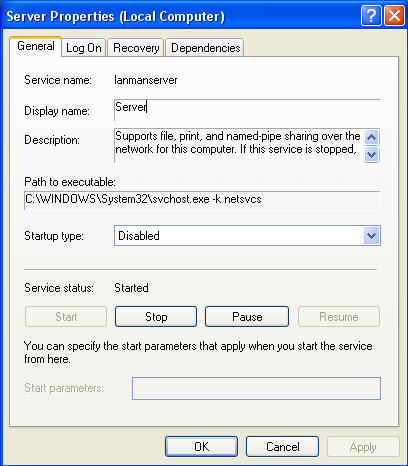 Server Properties (Local Computer)
General Log On Recovery Dependencies
Service name: lanmanserver
Display name: Server
Description: Supports file, print, and named-pipe sharing over the
network for this computer. If this service is stopped,
Path to executable:
C:\WINDOWS\System32\svchost.exe -k netsvcs
Startup type: Disabled
Service status: Started
Start Stop Pause Resume
You can specify the start parameters that apply when you start the service
from here.
Start parameters:
OK Cancel Apply